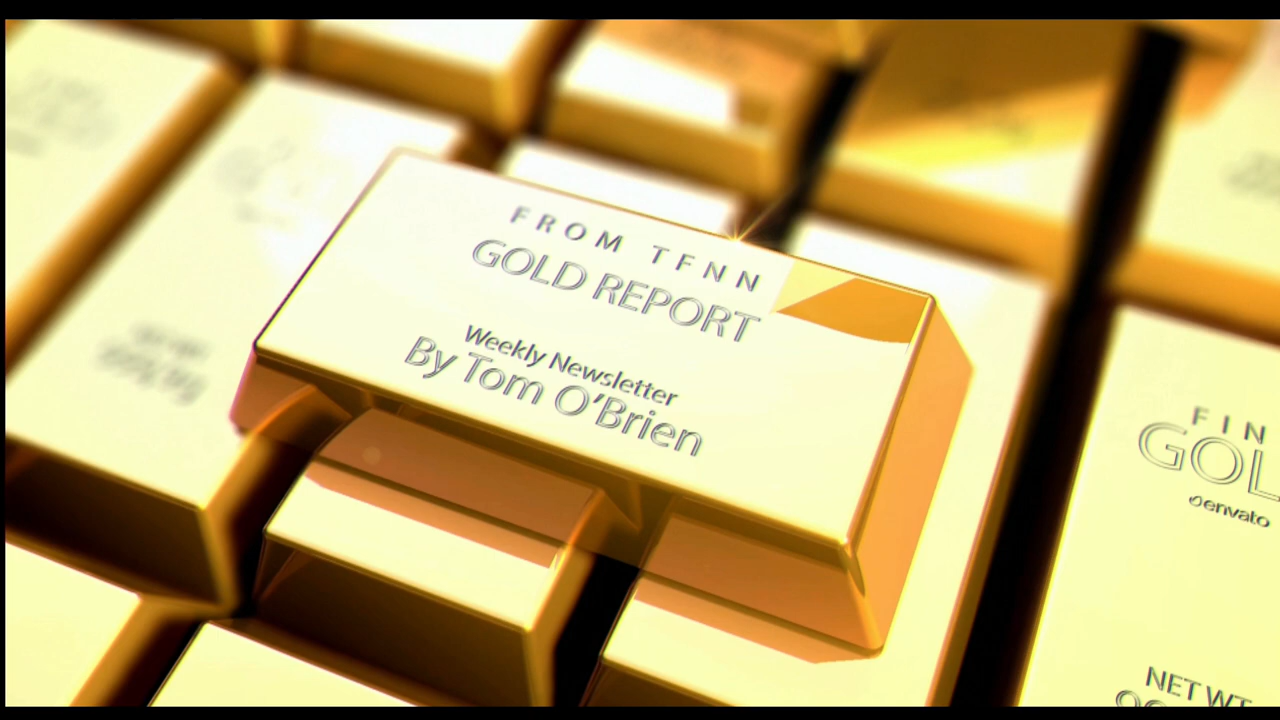 FROM TFNN
GOLD REPORT
Weekly Newsletter
By Tom O'Brien
FIN
GOL
envato
NET WT